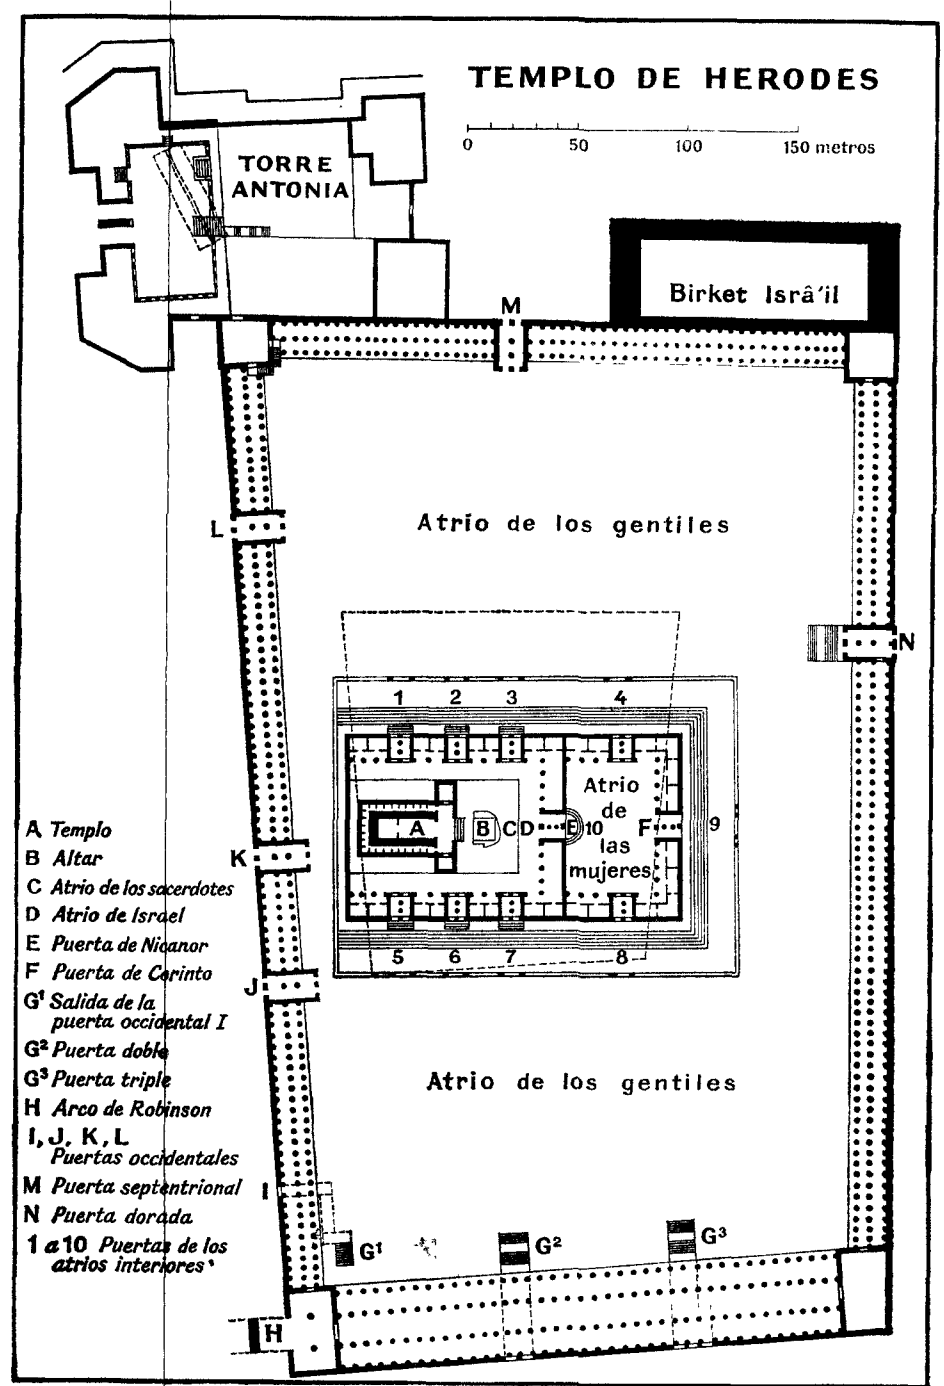 TEMPLO DE HERODES
0 50 100 150 metros
TORRE
ANTONIA
Birket Isrâ'il
M
L
Atrio de los gentiles
N
1 2 3 4
Atrio
de
las
mujeres
A B C D E 10 F 9
5 6 7 8
K
J
Atrio de los gentiles
I
G¹ G² G³
H
A Templo
B Altar
C Atrio de los sacerdotes
D Atrio de Israel
E Puerta de Nicanor
F Puerta de Corinto
G¹ Salida de la
puerta occidental I
G² Puerta doble
G³ Puerta triple
H Arco de Robinson
I, J, K, L
Puertas occidentales
M Puerta septentrional
N Puerta dorada
1 a 10 Puertas de los
atrios interiores